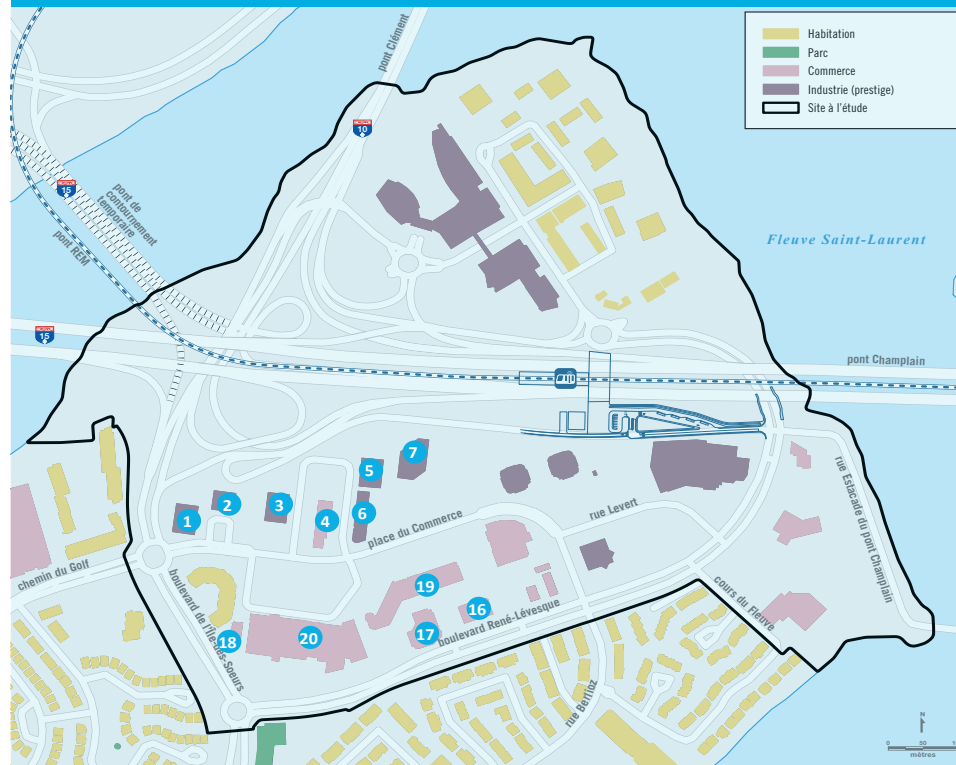 Habitation
Parc
Commerce
Industrie (prestige)
Site à l'étude
pont Clément
10
15
pont de
contournement
temporaire
pont REM
Fleuve Saint-Laurent
15
pont Champlain
7
5
2
3
1
4
6
place du Commerce
rue Levert
rue Estacade du pont Champlain
chemin du Golf
boulevard de l'Île-des-Soeurs
19
16
17
boulevard René-Lévesque
cours du Fleuve
18
20
rue Berlioz
N
0 50
mètres